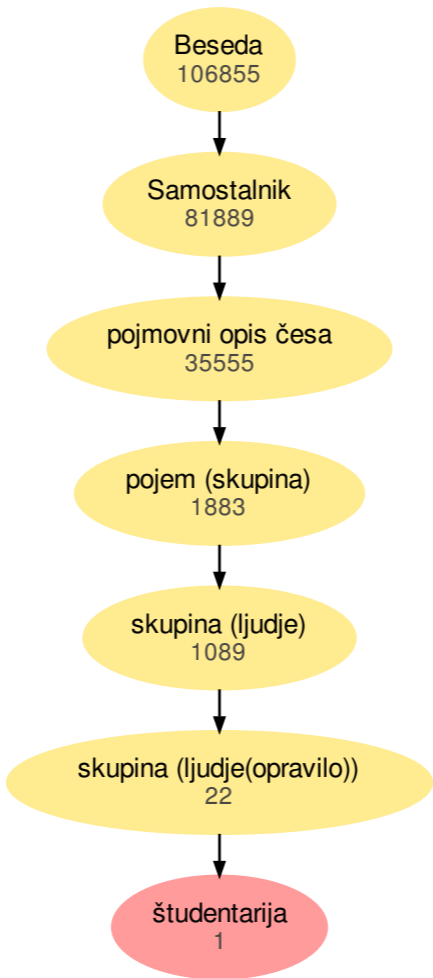 Beseda
106855
Samostalnik
81889
pojmovni opis česa
35555
pojem (skupina)
1883
skupina (ljudje)
1089
skupina (ljudje(opravilo))
22
študentarija
1